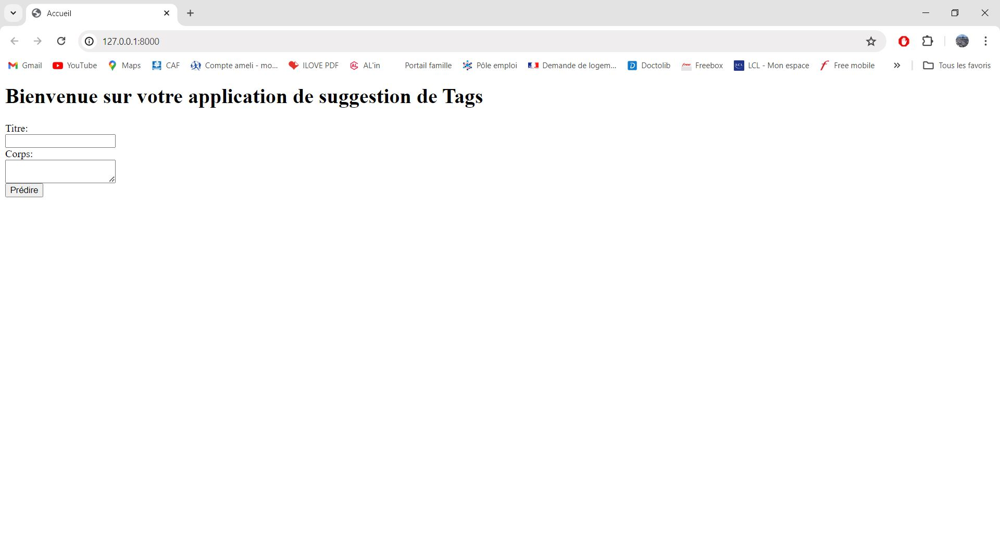 Accueil
127.0.0.1:8000
Gmail YouTube Maps CAF Compte ameli - mo... ILOVE PDF AL'in Portail famille Pôle emploi Demande de logem... Doctolib Freebox LCL - Mon espace Free mobile Tous les favoris
Bienvenue sur votre application de suggestion de Tags
Titre:
Corps:
Prédire